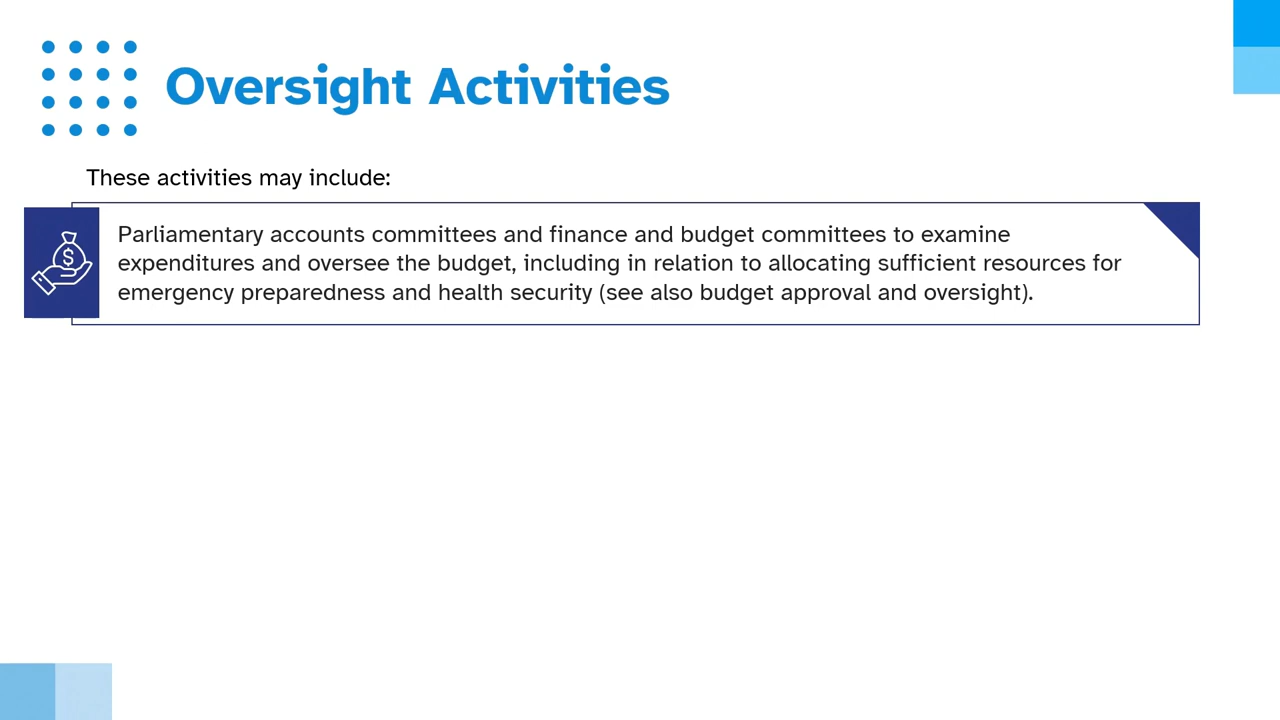 Oversight Activities
These activities may include:
Parliamentary accounts committees and finance and budget committees to examine
expenditures and oversee the budget, including in relation to allocating sufficient resources for
emergency preparedness and health security (see also budget approval and oversight).
$